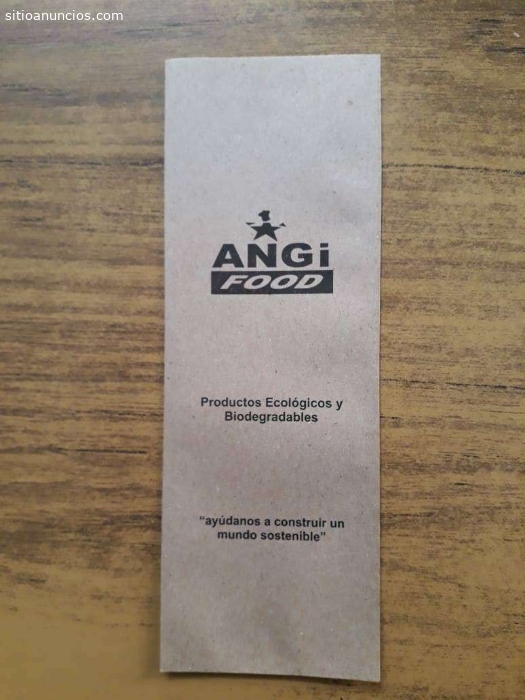 sitioanuncios.com
ANGi
FOOD
Productos Ecológicos y
Biodegradables
“ayúdanos a construir un
mundo sostenible”